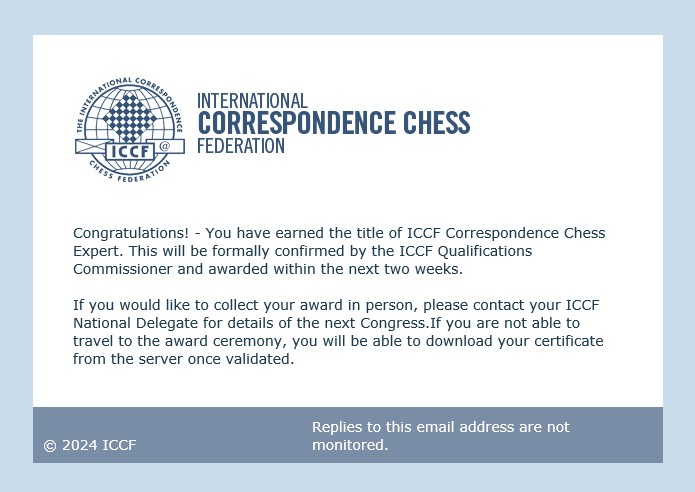 THE INTERNATIONAL CORRESPONDENCE
ICCF
@
CHESS FEDERATION
INTERNATIONAL
CORRESPONDENCE CHESS
FEDERATION
Congratulations! - You have earned the title of ICCF Correspondence Chess
Expert. This will be formally confirmed by the ICCF Qualifications
Commissioner and awarded within the next two weeks.
If you would like to collect your award in person, please contact your ICCF
National Delegate for details of the next Congress.If you are not able to
travel to the award ceremony, you will be able to download your certificate
from the server once validated.
Replies to this email address are not
monitored.
© 2024 ICCF